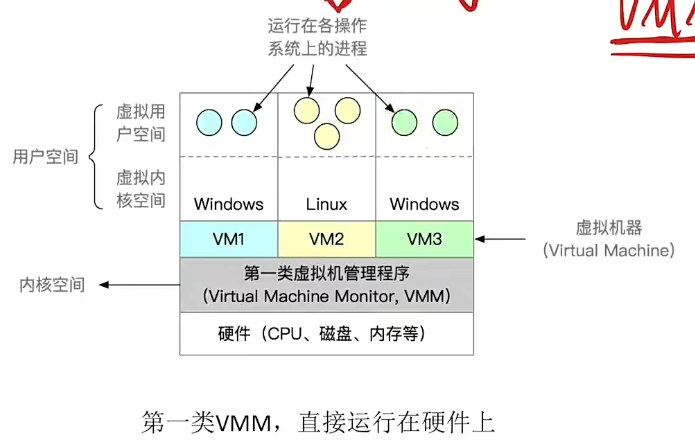 VMM
运行在各操作
系统上的进程
虚拟用
户空间
用户空间
虚拟内
核空间
Windows
Linux
Windows
VM1
VM2
VM3
虚拟机器
（Virtual Machine）
内核空间
第一类虚拟机管理程序
（Virtual Machine Monitor, VMM）
硬件（CPU、磁盘、内存等）
第一类VMM，直接运行在硬件上